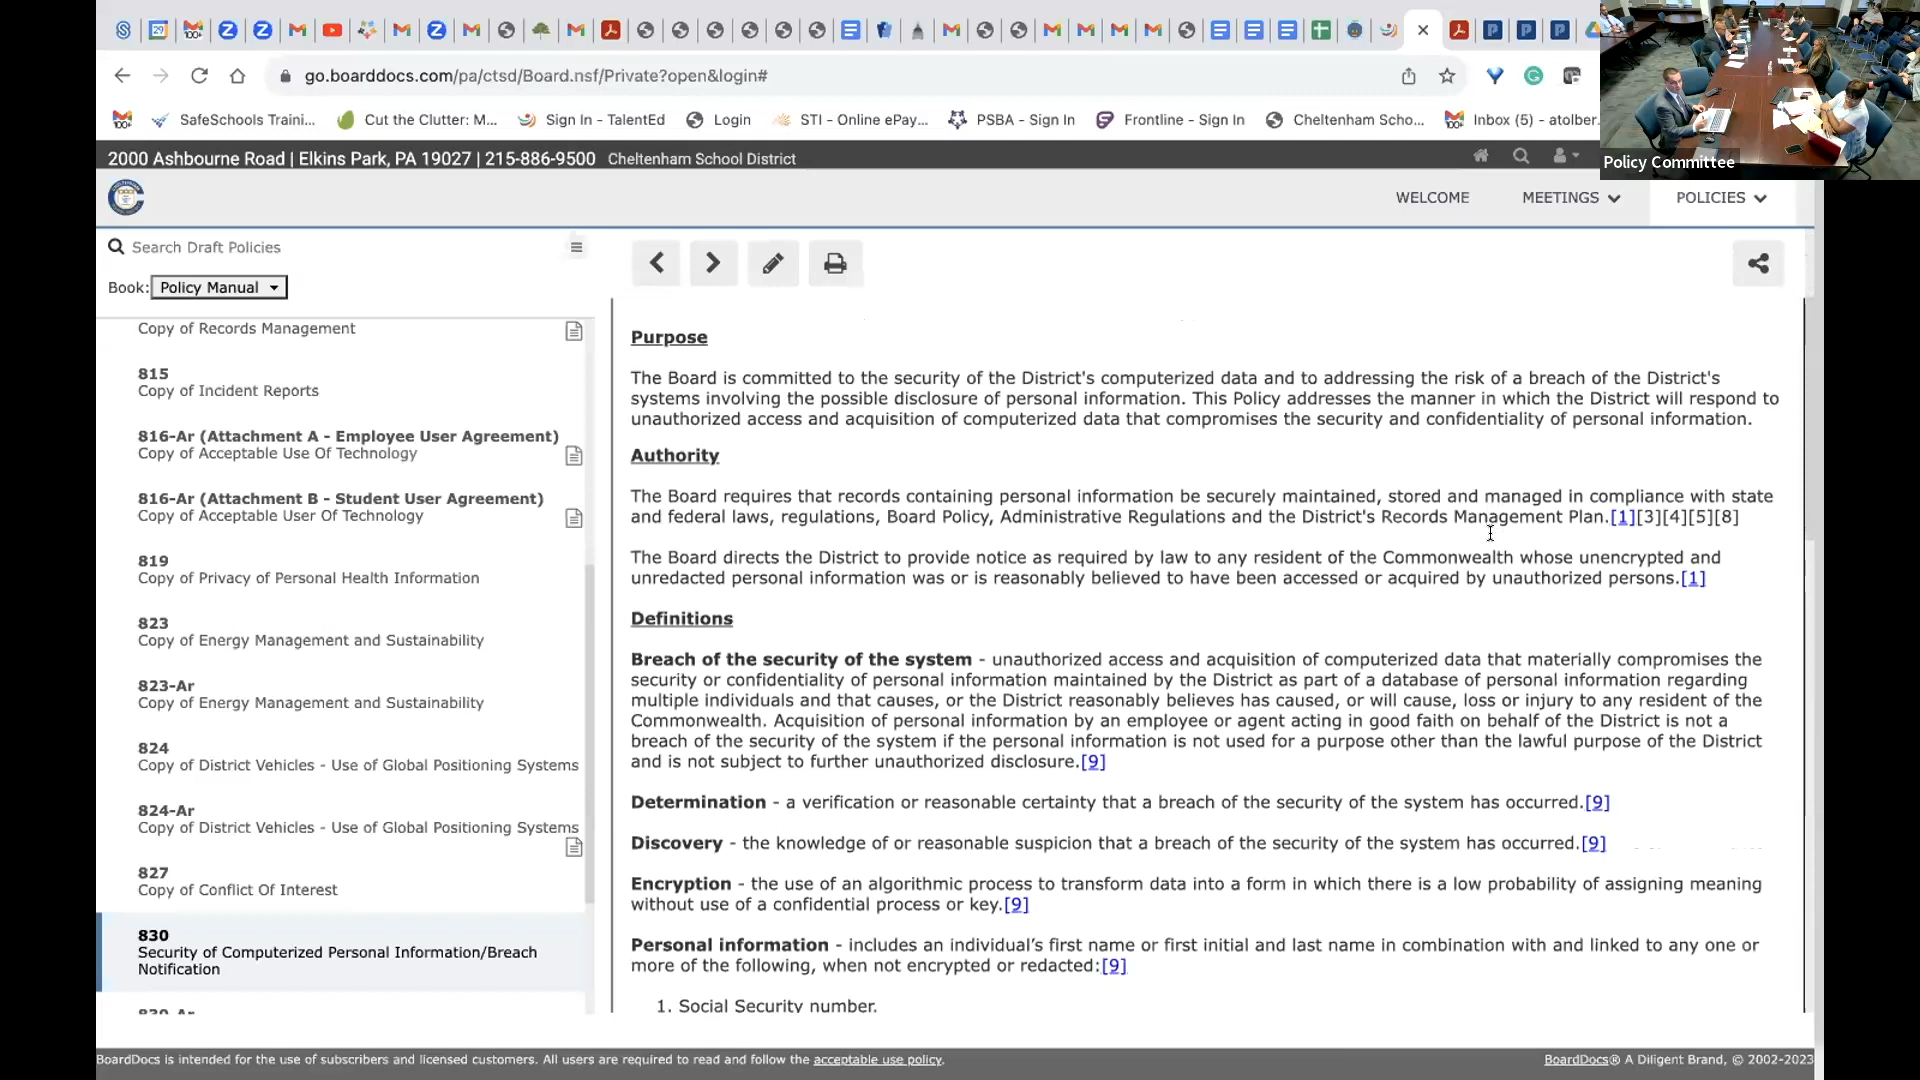 29
100+
go.boarddocs.com/pa/ctsd/Board.nsf/Private?open&login#
100+
SafeSchools Traini...
Cut the Clutter: M...
Sign In - TalentEd
Login
STI - Online ePay...
PSBA - Sign In
Frontline - Sign In
Cheltenham Scho...
100+
Inbox (5) - atolber.
Policy Committee
2000 Ashbourne Road | Elkins Park, PA 19027 | 215-886-9500 Cheltenham School District
WELCOME
MEETINGS
POLICIES
Search Draft Policies
Book: Policy Manual
Copy of Records Management
815
Copy of Incident Reports
816-Ar (Attachment A - Employee User Agreement)
Copy of Acceptable Use Of Technology
816-Ar (Attachment B - Student User Agreement)
Copy of Acceptable User Of Technology
819
Copy of Privacy of Personal Health Information
823
Copy of Energy Management and Sustainability
823-Ar
Copy of Energy Management and Sustainability
824
Copy of District Vehicles - Use of Global Positioning Systems
824-Ar
Copy of District Vehicles - Use of Global Positioning Systems
827
Copy of Conflict Of Interest
830
Security of Computerized Personal Information/Breach
Notification
830-Ar
Purpose
The Board is committed to the security of the District's computerized data and to addressing the risk of a breach of the District's
systems involving the possible disclosure of personal information. This Policy addresses the manner in which the District will respond to
unauthorized access and acquisition of computerized data that compromises the security and confidentiality of personal information.
Authority
The Board requires that records containing personal information be securely maintained, stored and managed in compliance with state
and federal laws, regulations, Board Policy, Administrative Regulations and the District's Records Management Plan.[1][3][4][5][8]
The Board directs the District to provide notice as required by law to any resident of the Commonwealth whose unencrypted and
unredacted personal information was or is reasonably believed to have been accessed or acquired by unauthorized persons.[1]
Definitions
Breach of the security of the system - unauthorized access and acquisition of computerized data that materially compromises the
security or confidentiality of personal information maintained by the District as part of a database of personal information regarding
multiple individuals and that causes, or the District reasonably believes has caused, or will cause, loss or injury to any resident of the
Commonwealth. Acquisition of personal information by an employee or agent acting in good faith on behalf of the District is not a
breach of the security of the system if the personal information is not used for a purpose other than the lawful purpose of the District
and is not subject to further unauthorized disclosure.[9]
Determination - a verification or reasonable certainty that a breach of the security of the system has occurred.[9]
Discovery - the knowledge of or reasonable suspicion that a breach of the security of the system has occurred.[9]
Encryption - the use of an algorithmic process to transform data into a form in which there is a low probability of assigning meaning
without use of a confidential process or key.[9]
Personal information - includes an individual's first name or first initial and last name in combination with and linked to any one or
more of the following, when not encrypted or redacted:[9]
1. Social Security number.
BoardDocs is intended for the use of subscribers and licensed customers. All users are required to read and follow the acceptable use policy.
BoardDocs® A Diligent Brand, © 2002-2023